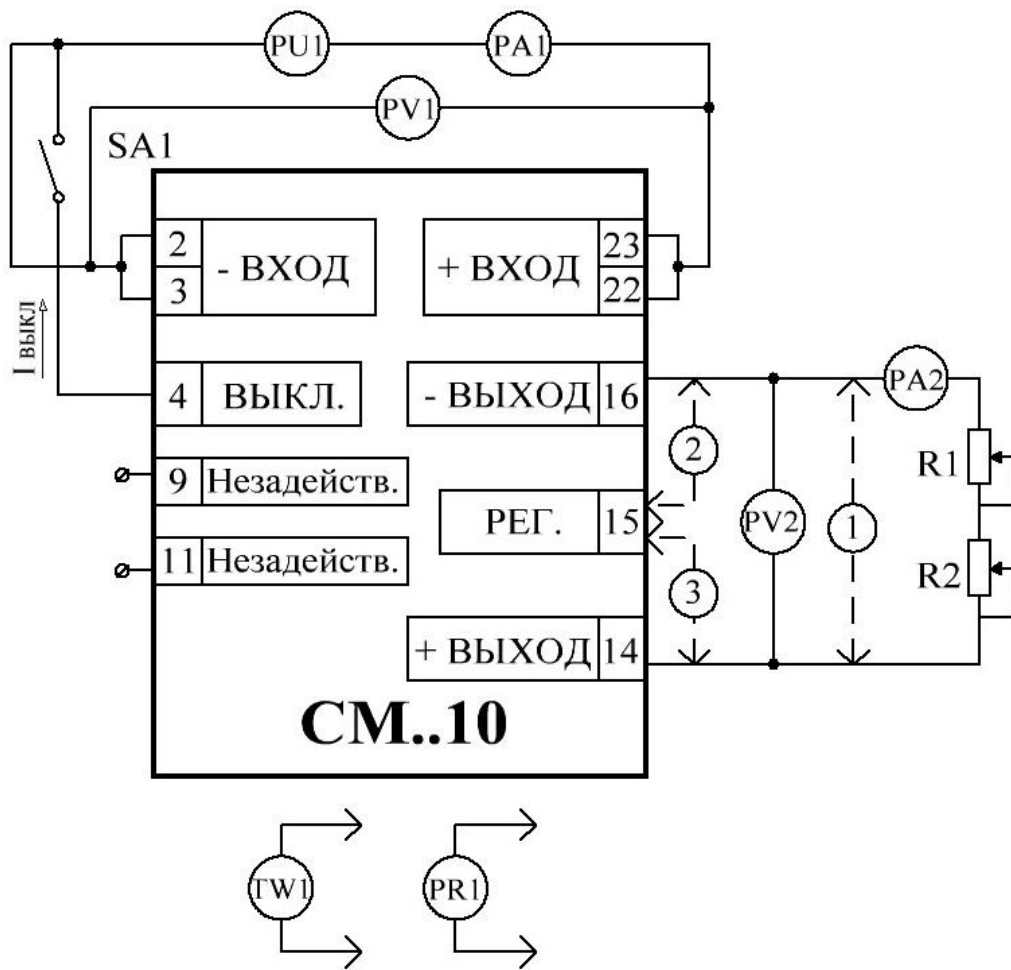 PU1
PA1
PV1
SA1
2
- ВХОД
3
+ ВХОД
23
22
I ВЫКЛ
4
ВЫКЛ.
- ВЫХОД
16
PA2
2
R1
9
Незадейств.
РЕГ.
15
PV2
1
11
Незадейств.
3
R2
+ ВЫХОД
14
СМ..10
TW1
PR1